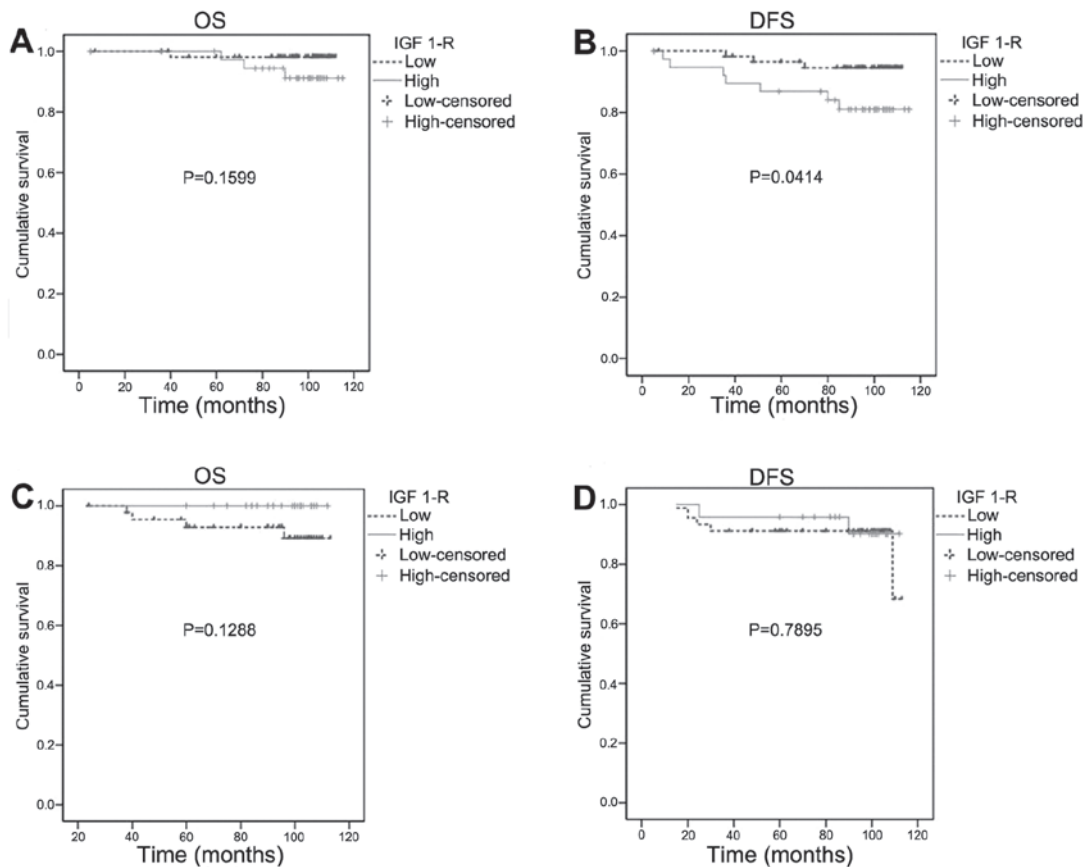 A
OS
IGF 1-R
Low
High
Low-censored
High-censored
P=0.1599
Cumulative survival
1.0
0.8
0.6
0.4
0.2
0.0
0 20 40 60 80 100 120
Time (months)
B
DFS
IGF 1-R
Low
High
Low-censored
High-censored
P=0.0414
Cumulative survival
1.0
0.8
0.6
0.4
0.2
0.0
0 20 40 60 80 100 120
Time (months)
C
OS
IGF 1-R
Low
High
Low-censored
High-censored
P=0.1288
Cumulative survival
1.0
0.8
0.6
0.4
0.2
0.0
20 40 60 80 100 120
Time (months)
D
DFS
IGF 1-R
Low
High
Low-censored
High-censored
P=0.7895
Cumulative survival
1.0
0.8
0.6
0.4
0.2
0.0
0 20 40 60 80 100 120
Time (months)